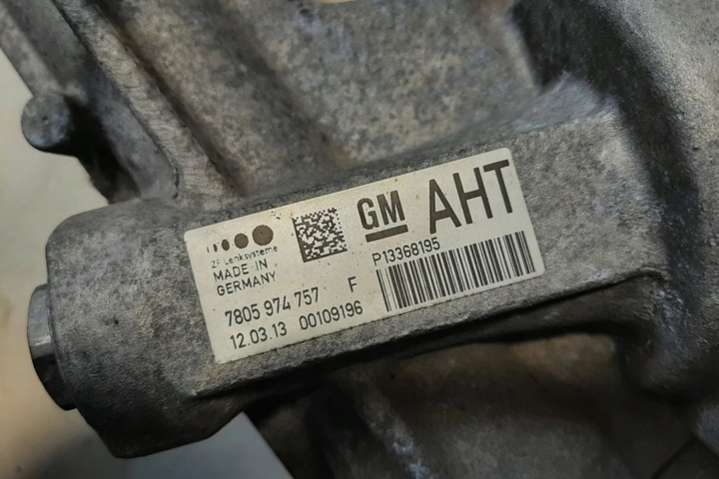 ZF Lenksysteme
MADE IN
GERMANY
7805 974 757 F
12.03.13 00109196
GM
AHT
P13368195